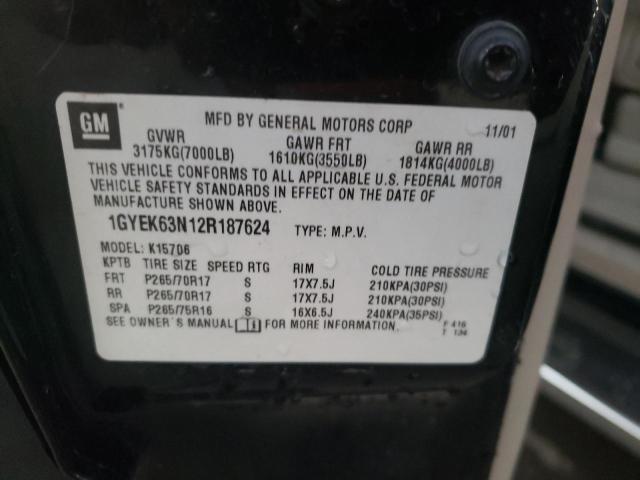 GM
MFD BY GENERAL MOTORS CORP 11/01
GVWR GAWR FRT GAWR RR
3175KG(7000LB) 1610KG(3550LB) 1814KG(4000LB)
THIS VEHICLE CONFORMS TO ALL APPLICABLE U.S. FEDERAL MOTOR
VEHICLE SAFETY STANDARDS IN EFFECT ON THE DATE OF
MANUFACTURE SHOWN ABOVE.
1GYEK63N12R187624 TYPE: M.P.V.
MODEL: K15706
KPTB TIRE SIZE SPEED RTG RIM COLD TIRE PRESSURE
FRT P265/70R17 S 17X7.5J 210KPA(30PSI)
RR P265/70R17 S 17X7.5J 210KPA(30PSI)
SPA P265/75R16 S 16X6.5J 240KPA(35PSI)
SEE OWNER'S MANUAL FOR MORE INFORMATION. F 416
T 134